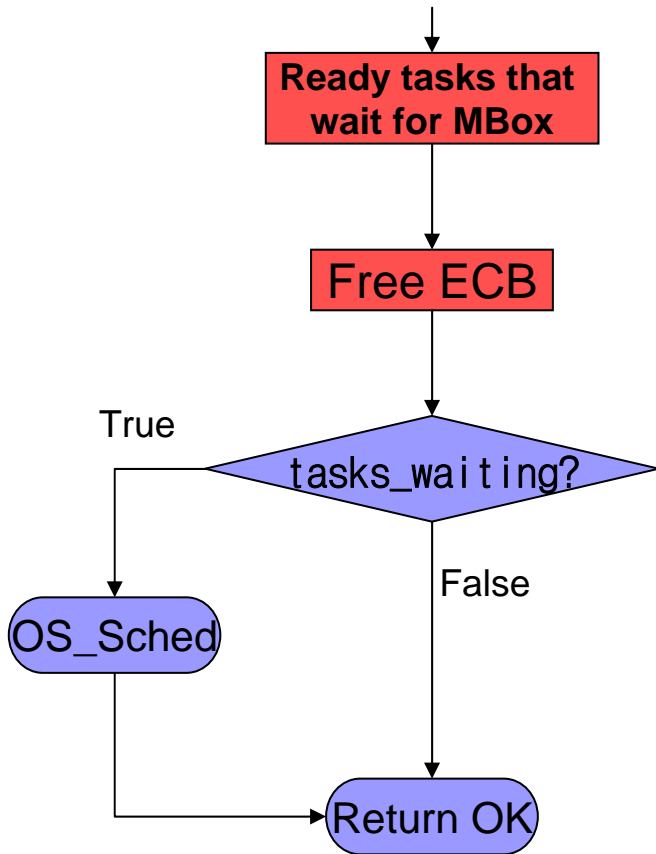 Ready tasks that
wait for MBox
Free ECB
True
tasks_waiting?
False
OS_Sched
Return OK